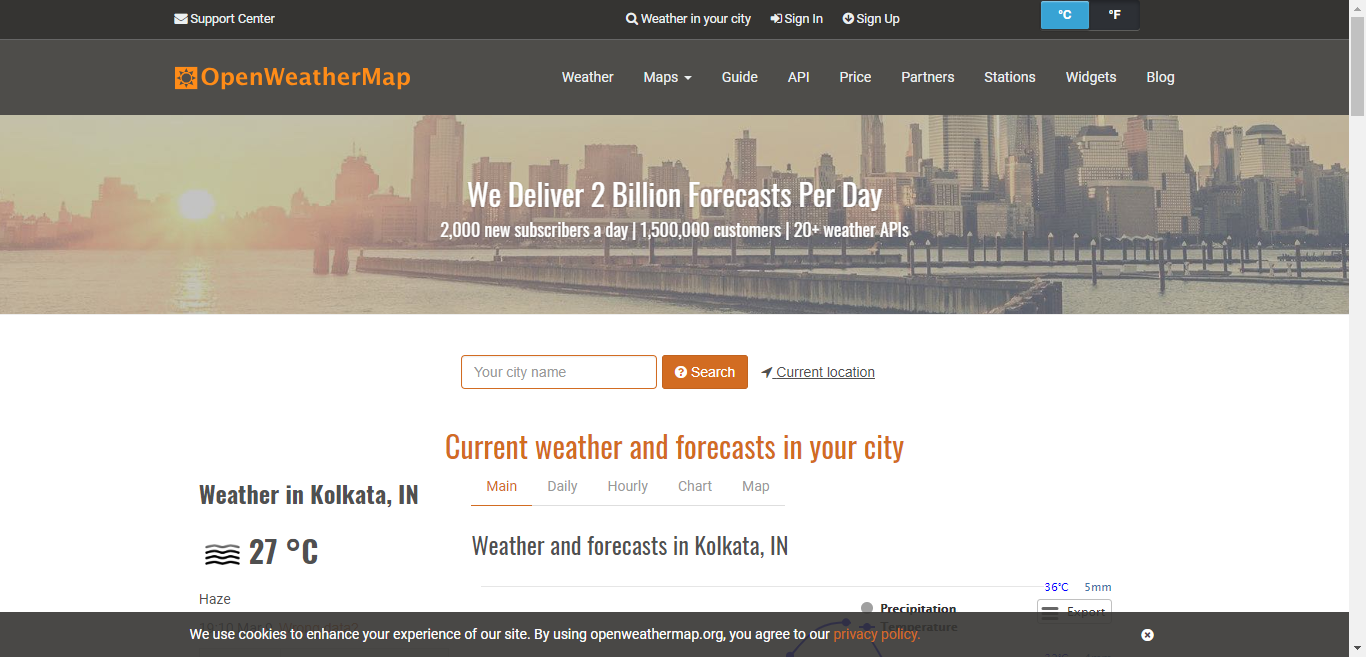 Support Center
Weather in your city
Sign In
Sign Up
°C
°F
OpenWeatherMap
Weather
Maps
Guide
API
Price
Partners
Stations
Widgets
Blog
We Deliver 2 Billion Forecasts Per Day
2,000 new subscribers a day | 1,500,000 customers | 20+ weather APIs
Your city name
Search
Current location
Current weather and forecasts in your city
Weather in Kolkata, IN
27 °C
Haze
Main
Daily
Hourly
Chart
Map
Weather and forecasts in Kolkata, IN
36°C
5mm
Precipitation
Temperature
Export
We use cookies to enhance your experience of our site. By using openweathermap.org, you agree to our privacy policy.